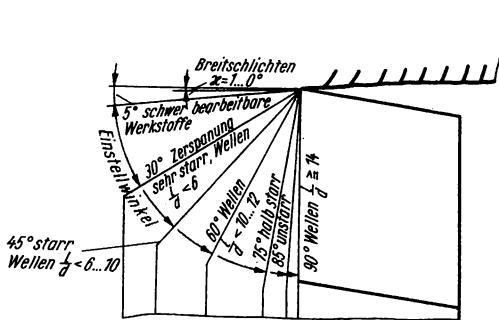 Breitschlichten
ϰ=1...0°
5° schwer bearbeitbare
Werkstoffe
Einstellwinkel
30° Zerspanung
sehr starr, Wellen
l/d < 6
45° starr
Wellen l/d < 6...10
60° Wellen
l/d < 10...12
75° halb starr
85° unstarr
90° Wellen l/d ≧ 14